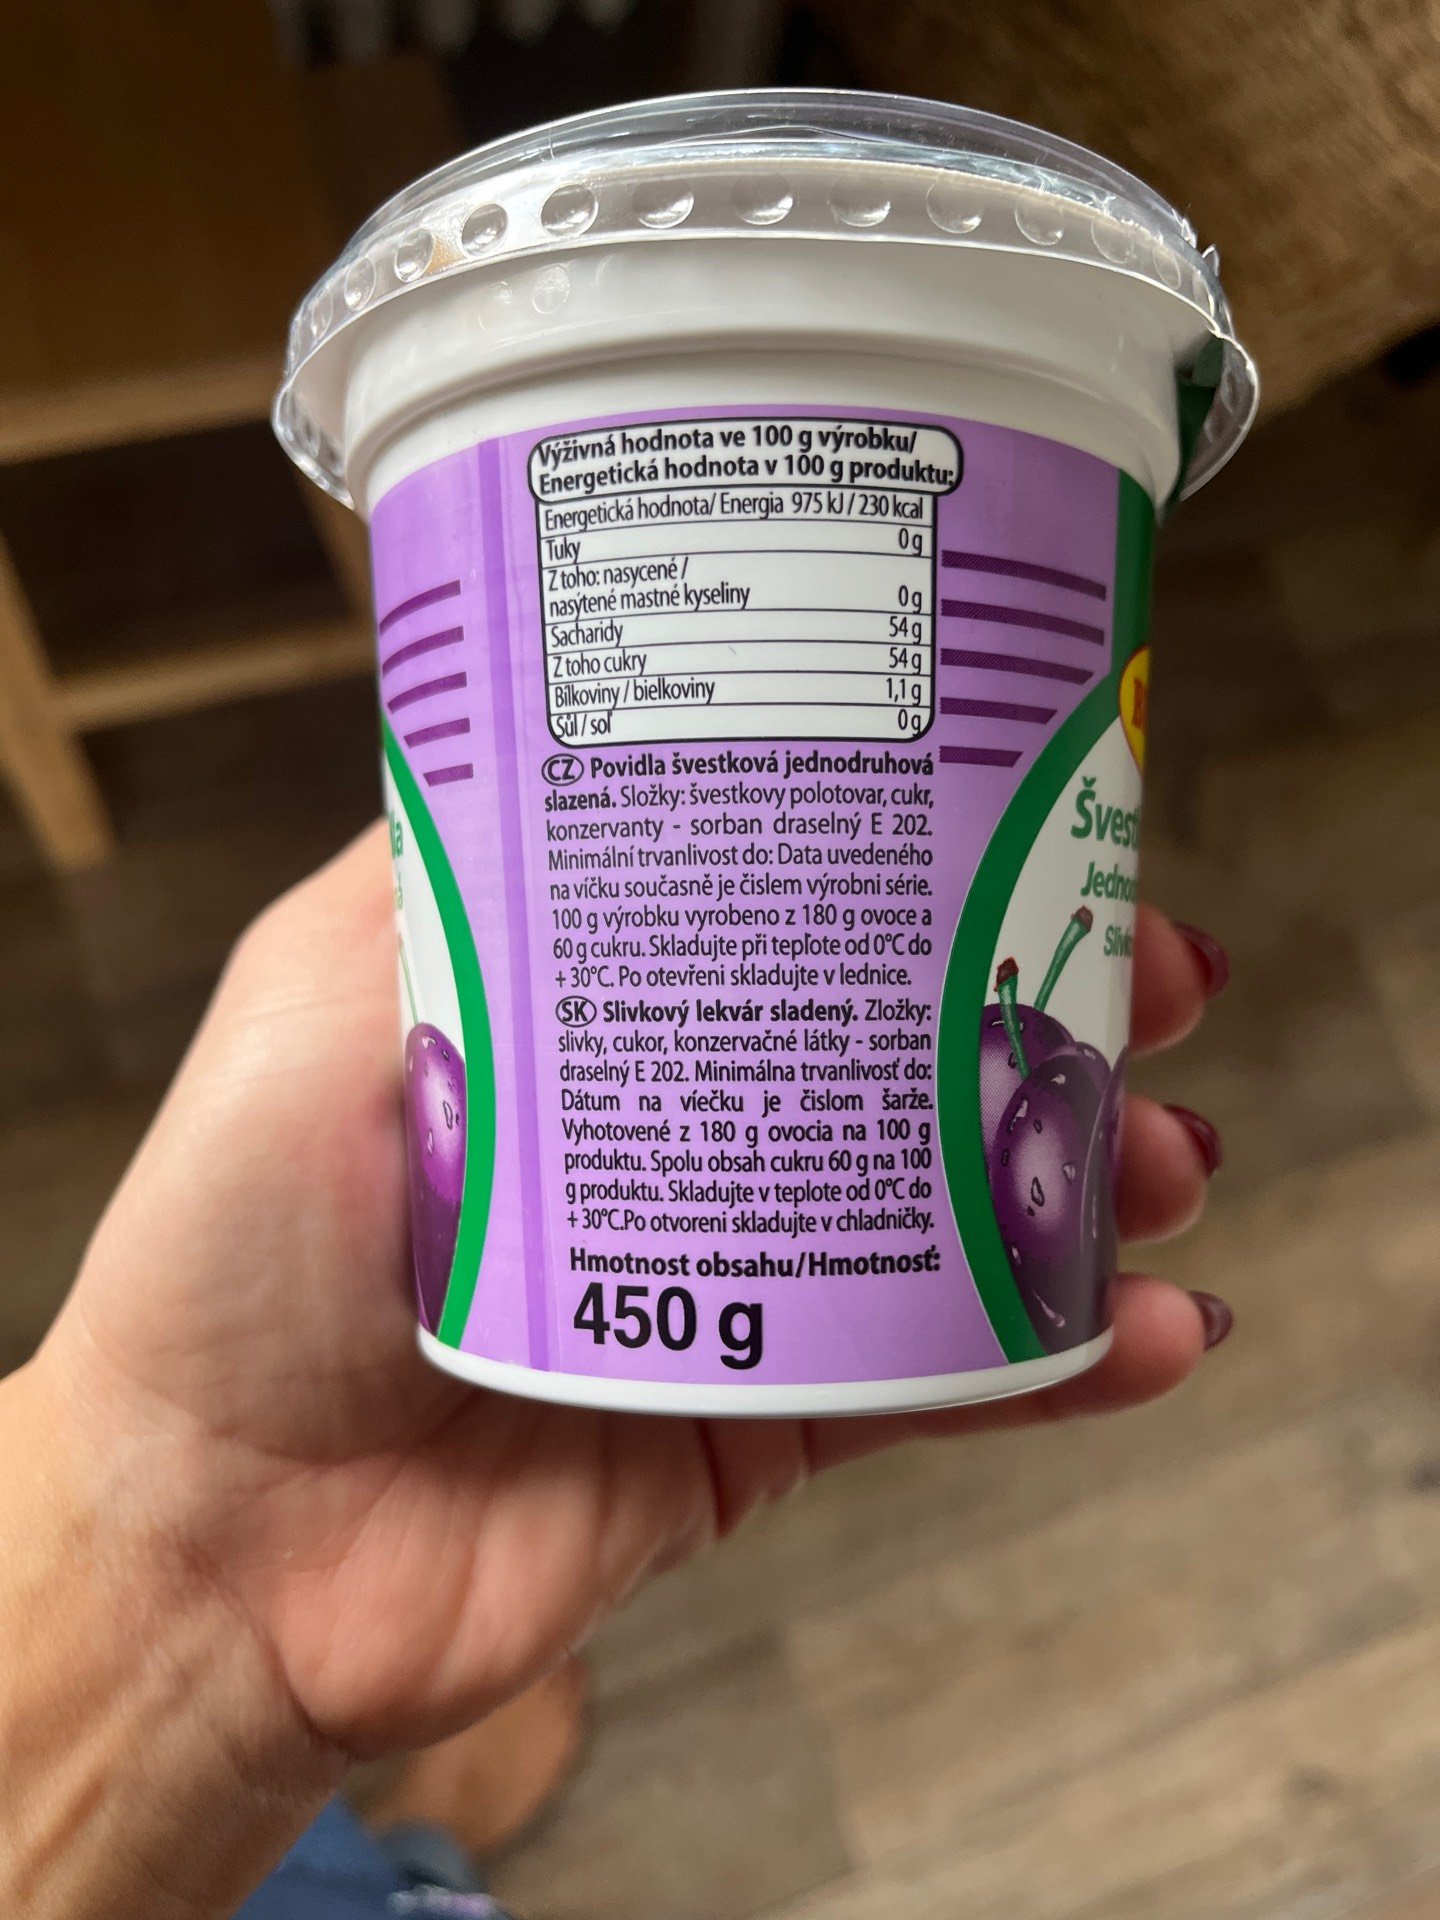 Výživná hodnota ve 100 g výrobku/
Energetická hodnota v 100 g produktu:
Energetická hodnota/ Energia 975 kJ / 230 kcal
Tuky 0 g
Z toho: nasycené /
nasýtené mastné kyseliny 0 g
Sacharidy 54 g
Z toho cukry 54 g
Bílkoviny / bielkoviny 1,1 g
Sůl / soľ 0 g
CZ Povidla švestková jednodruhová
slazená. Složky: švestkovy polotovar, cukr,
konzervanty - sorban draselný E 202.
Minimální trvanlivost do: Data uvedeného
na víčku současně je čislem výrobni série.
100 g výrobku vyrobeno z 180 g ovoce a
60 g cukru. Skladujte při tepłote od 0°C do
+ 30°C. Po otevřeni skladujte v lednice.
SK Slivkový lekvár sladený. Zložky:
slivky, cukor, konzervačné látky - sorban
draselný E 202. Minimálna trvanlivosť do:
Dátum na víečku je čislom šarže.
Vyhotovené z 180 g ovocia na 100 g
produktu. Spolu obsah cukru 60 g na 100
g produktu. Skladujte v teplote od 0°C do
+ 30°C.Po otvoreni skladujte v chladničky.
Hmotnost obsahu/Hmotnosť:
450 g